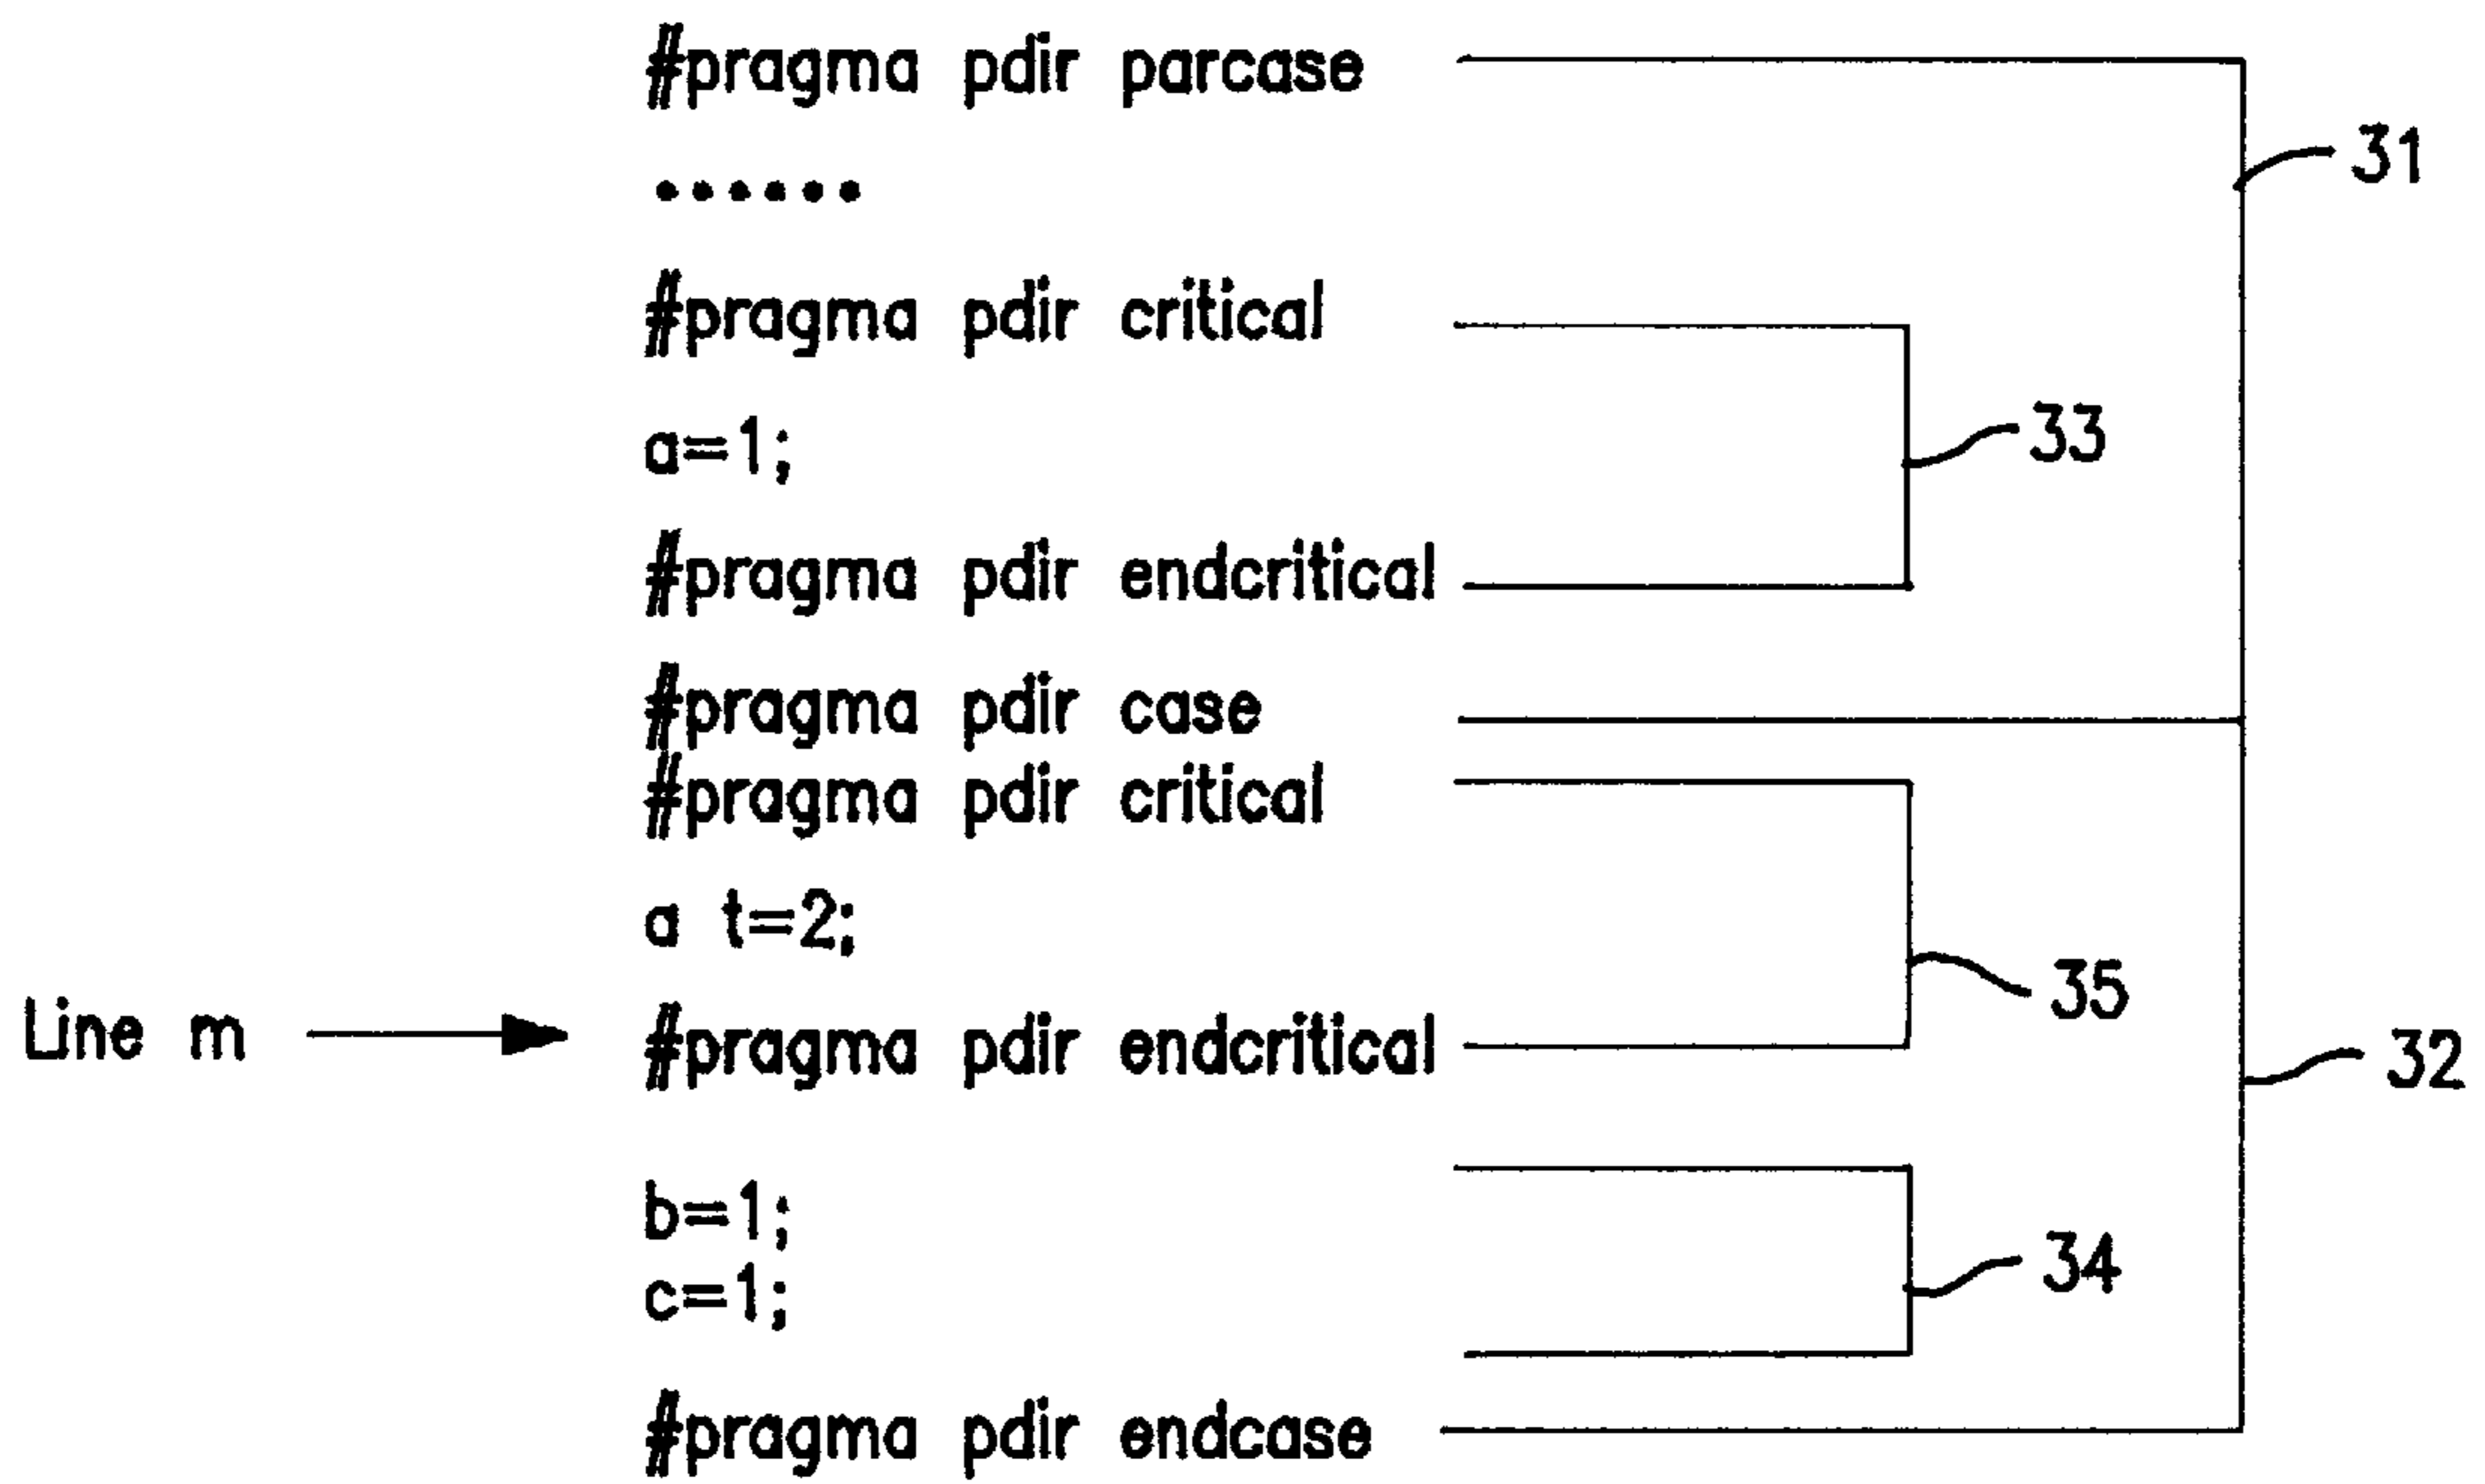 #pragma pdir parcase
31
......
#pragma pdir critical
a=1;
33
#pragma pdir endcritical
#pragma pdir case
#pragma pdir critical
a t=2;
35
Line m
#pragma pdir endcritical
32
b=1;
c=1;
34
#pragma pdir endcase